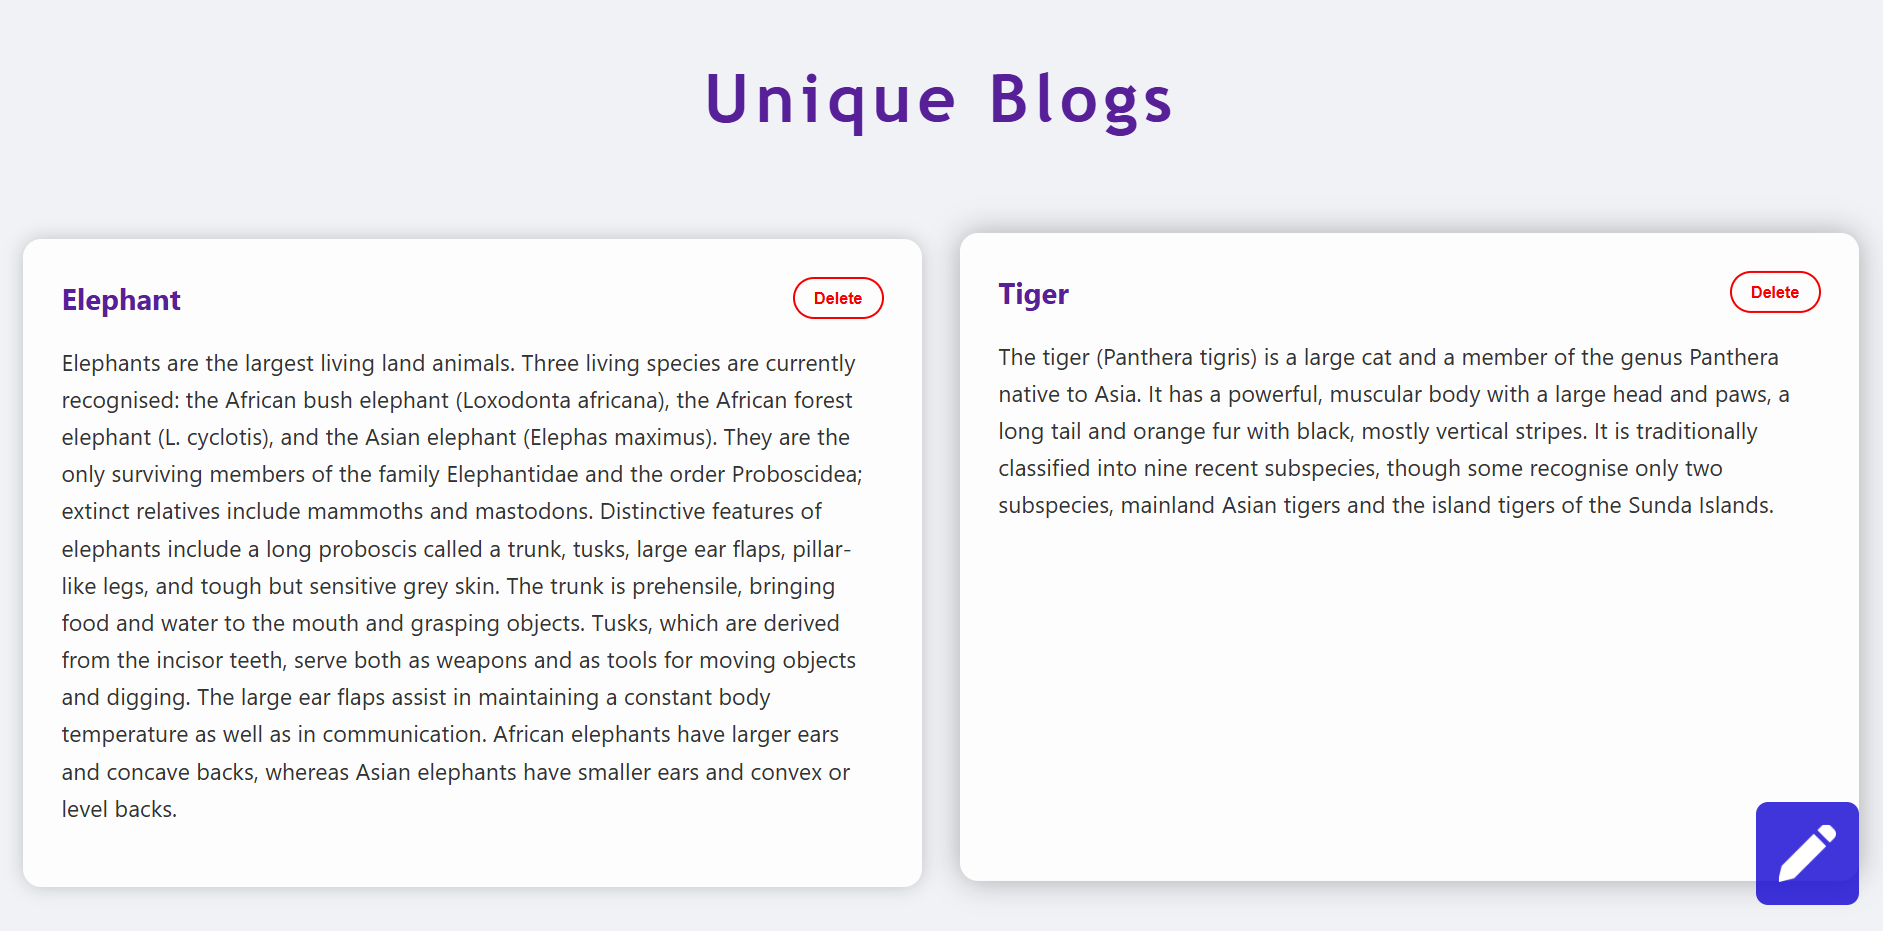 Unique Blogs
Elephant
Delete
Elephants are the largest living land animals. Three living species are currently
recognised: the African bush elephant (Loxodonta africana), the African forest
elephant (L. cyclotis), and the Asian elephant (Elephas maximus). They are the
only surviving members of the family Elephantidae and the order Proboscidea;
extinct relatives include mammoths and mastodons. Distinctive features of
elephants include a long proboscis called a trunk, tusks, large ear flaps, pillar-
like legs, and tough but sensitive grey skin. The trunk is prehensile, bringing
food and water to the mouth and grasping objects. Tusks, which are derived
from the incisor teeth, serve both as weapons and as tools for moving objects
and digging. The large ear flaps assist in maintaining a constant body
temperature as well as in communication. African elephants have larger ears
and concave backs, whereas Asian elephants have smaller ears and convex or
level backs.
Tiger
Delete
The tiger (Panthera tigris) is a large cat and a member of the genus Panthera
native to Asia. It has a powerful, muscular body with a large head and paws, a
long tail and orange fur with black, mostly vertical stripes. It is traditionally
classified into nine recent subspecies, though some recognise only two
subspecies, mainland Asian tigers and the island tigers of the Sunda Islands.